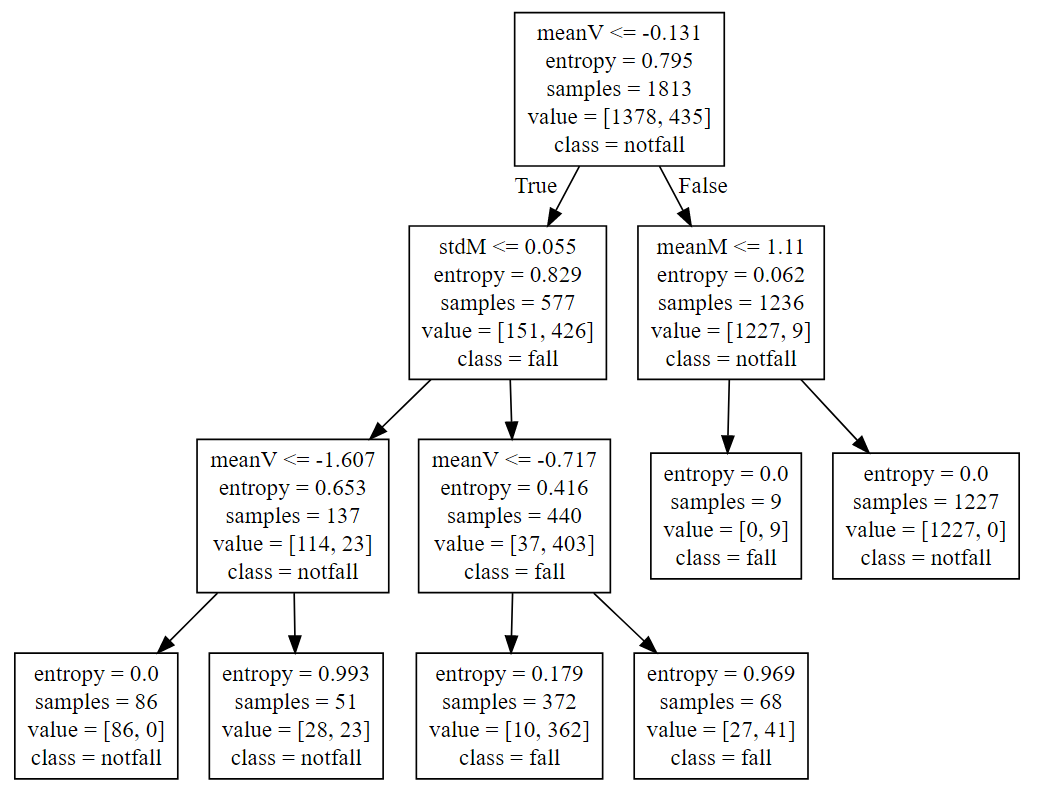 meanV <= -0.131
entropy = 0.795
samples = 1813
value = [1378, 435]
class = notfall
True
False
stdM <= 0.055
entropy = 0.829
samples = 577
value = [151, 426]
class = fall
meanM <= 1.11
entropy = 0.062
samples = 1236
value = [1227, 9]
class = notfall
meanV <= -1.607
entropy = 0.653
samples = 137
value = [114, 23]
class = notfall
meanV <= -0.717
entropy = 0.416
samples = 440
value = [37, 403]
class = fall
entropy = 0.0
samples = 9
value = [0, 9]
class = fall
entropy = 0.0
samples = 1227
value = [1227, 0]
class = notfall
entropy = 0.0
samples = 86
value = [86, 0]
class = notfall
entropy = 0.993
samples = 51
value = [28, 23]
class = notfall
entropy = 0.179
samples = 372
value = [10, 362]
class = fall
entropy = 0.969
samples = 68
value = [27, 41]
class = fall